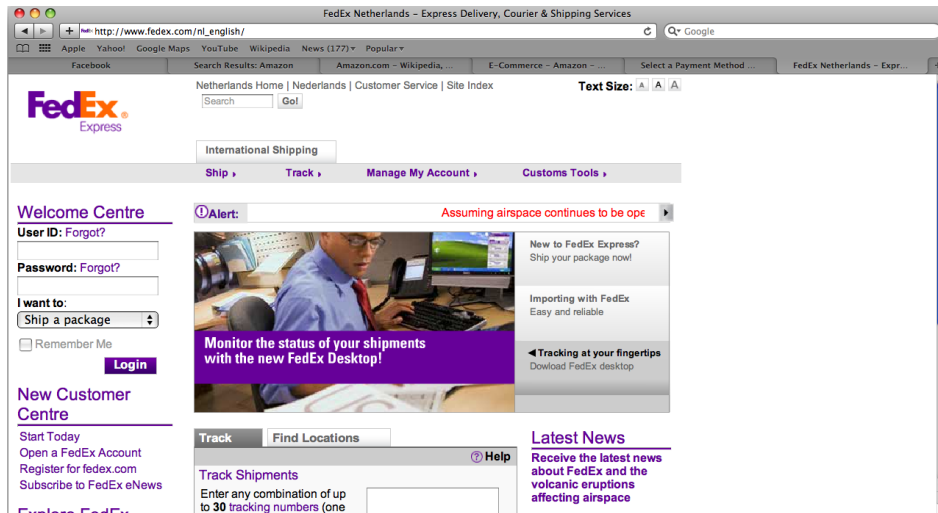 FedEx Netherlands – Express Delivery, Courier & Shipping Services
http://www.fedex.com/nl_english/
Google
Apple Yahoo! Google Maps YouTube Wikipedia News (177) Popular
Facebook
Search Results: Amazon
Amazon.com – Wikipedia, ...
E-Commerce – Amazon – ...
Select a Payment Method ...
FedEx Netherlands – Expr...
FedEx®
Express
Netherlands Home | Nederlands | Customer Service | Site Index
Text Size: A A A
Search
Go!
International Shipping
Ship
Track
Manage My Account
Customs Tools
Welcome Centre
User ID: Forgot?
Password: Forgot?
I want to:
Ship a package
Remember Me
Login
New Customer
Centre
Start Today
Open a FedEx Account
Register for fedex.com
Subscribe to FedEx eNews
Explore FedEx
Alert:
Assuming airspace continues to be ope
Monitor the status of your shipments
with the new FedEx Desktop!
New to FedEx Express?
Ship your package now!
Importing with FedEx
Easy and reliable
Tracking at your fingertips
Dowload FedEx desktop
Track
Find Locations
Help
Track Shipments
Enter any combination of up
to 30 tracking numbers (one
Latest News
Receive the latest news
about FedEx and the
volcanic eruptions
affecting airspace